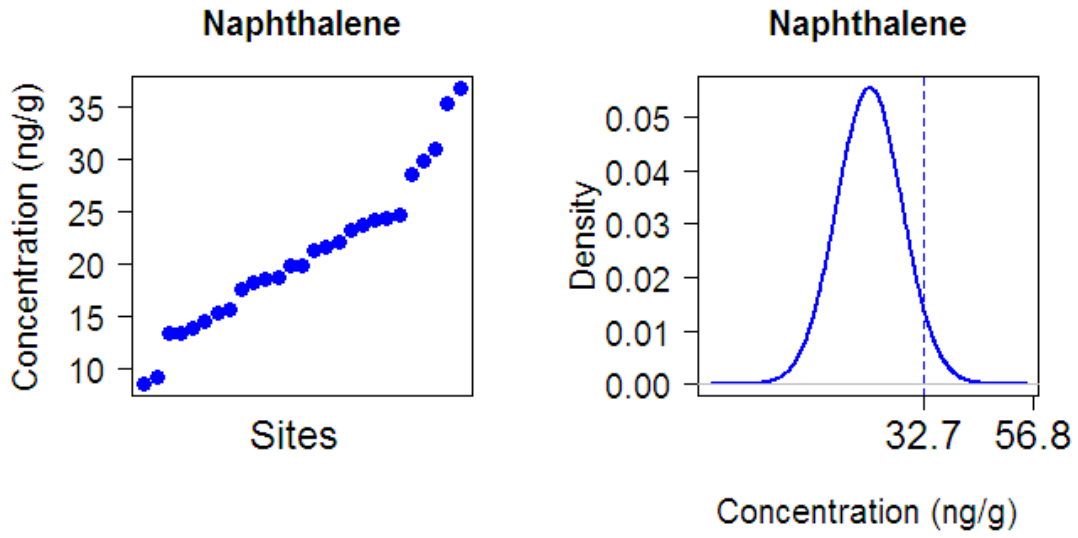 Naphthalene
Concentration (ng/g)
35
30
25
20
15
10
Sites
Naphthalene
Density
0.05
0.04
0.03
0.02
0.01
0.00
32.7 56.8
Concentration (ng/g)